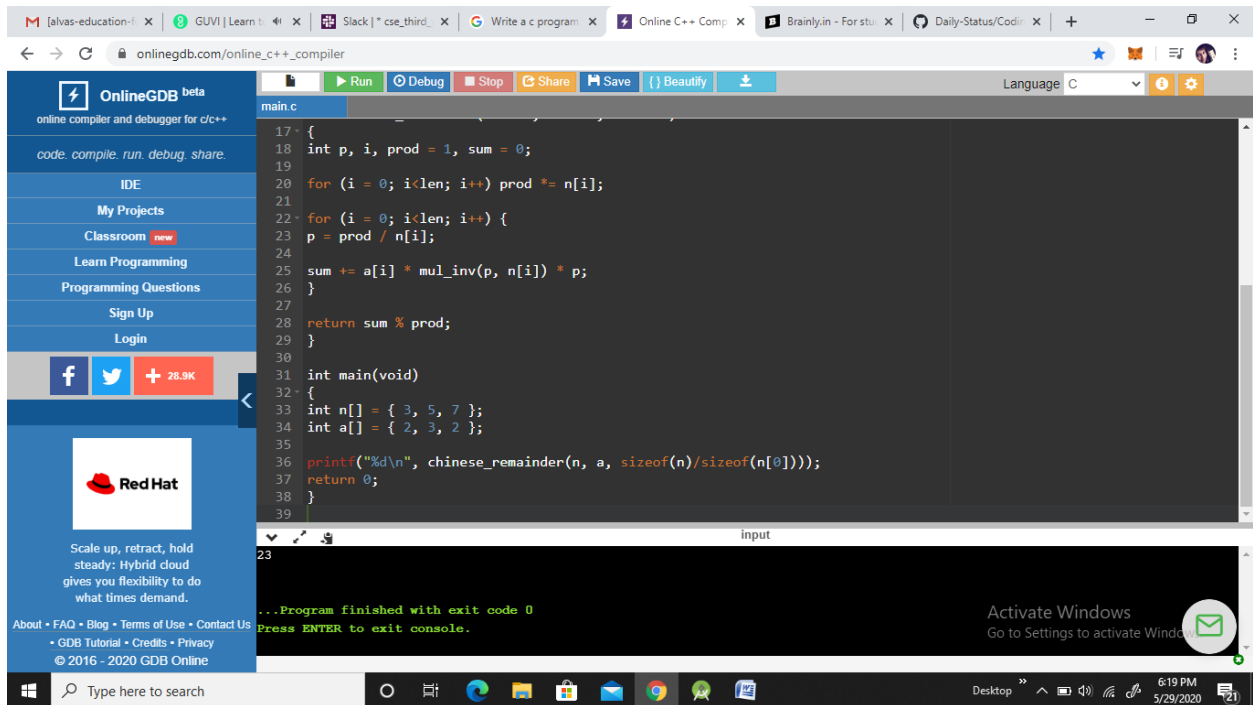 [alvas-education-f
GUVI | Learn t
Slack | * cse_third_
Write a c program
Online C++ Comp
Brainly.in - For stu
Daily-Status/Codin
onlinegdb.com/online_c++_compiler
OnlineGDB beta
online compiler and debugger for c/c++
code. compile. run. debug. share.
IDE
My Projects
Classroom new
Learn Programming
Programming Questions
Sign Up
Login
f
28.9K
Red Hat
Scale up, retract, hold
steady: Hybrid cloud
gives you flexibility to do
what times demand.
About • FAQ • Blog • Terms of Use • Contact Us
• GDB Tutorial • Credits • Privacy
© 2016 - 2020 GDB Online
Run Debug Stop Share Save {} Beautify
Language C
main.c
17 {
18 int p, i, prod = 1, sum = 0;
19
20 for (i = 0; i<len; i++) prod *= n[i];
21
22 for (i = 0; i<len; i++) {
23 p = prod / n[i];
24
25 sum += a[i] * mul_inv(p, n[i]) * p;
26 }
27
28 return sum % prod;
29 }
30
31 int main(void)
32 {
33 int n[] = { 3, 5, 7 };
34 int a[] = { 2, 3, 2 };
35
36 printf("%d\n", chinese_remainder(n, a, sizeof(n)/sizeof(n[0])));
37 return 0;
38 }
39
input
23
...Program finished with exit code 0
Press ENTER to exit console.
Activate Windows
Go to Settings to activate Windo
Type here to search
Desktop
6:19 PM
5/29/2020
21